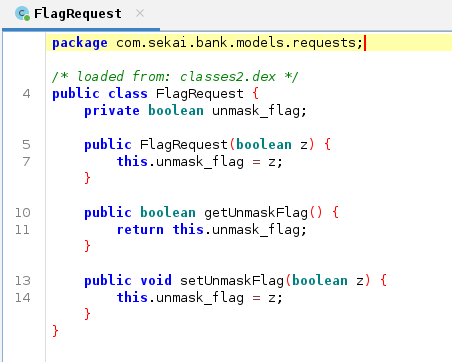 FlagRequest
package com.sekai.bank.models.requests;
/* loaded from: classes2.dex */
4 public class FlagRequest {
private boolean unmask_flag;
5 public FlagRequest(boolean z) {
7 this.unmask_flag = z;
}
10 public boolean getUnmaskFlag() {
11 return this.unmask_flag;
}
13 public void setUnmaskFlag(boolean z) {
14 this.unmask_flag = z;
}
}